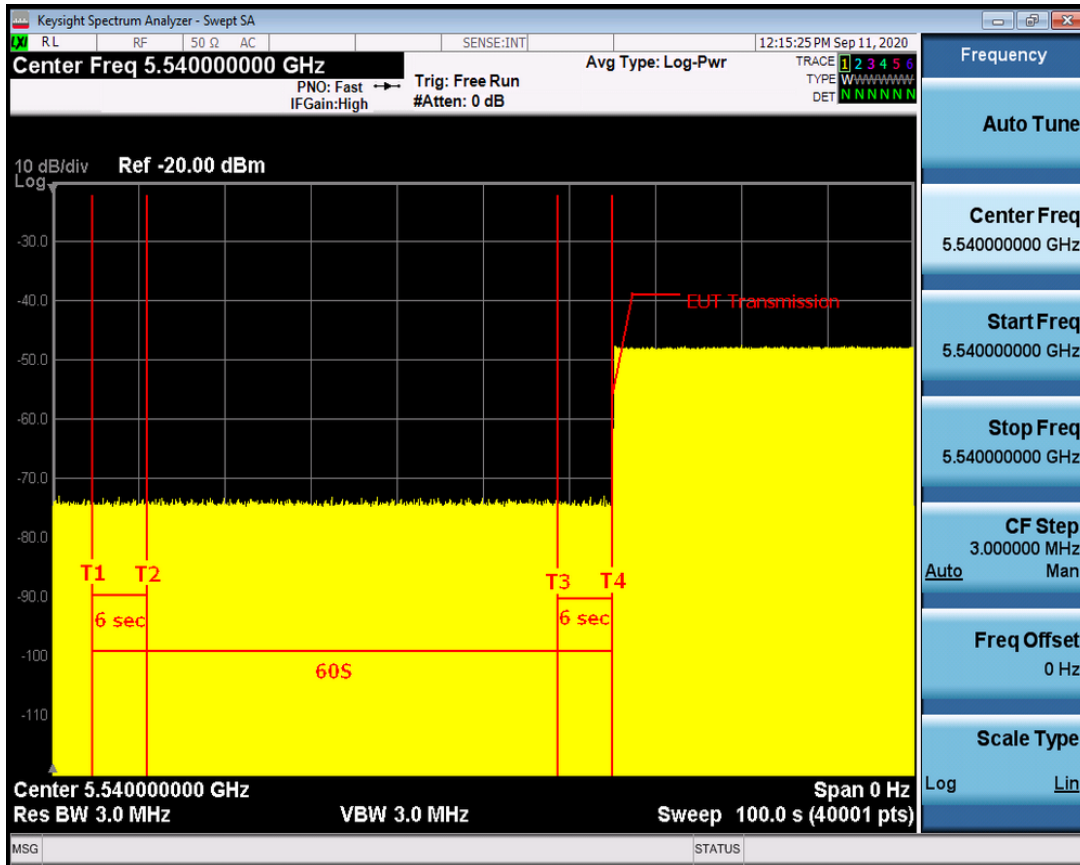 Keysight Spectrum Analyzer - Swept SA
LXI RL RF 50 Ω AC SENSE:INT 12:15:25 PM Sep 11, 2020
Center Freq 5.540000000 GHz
PNO: Fast
IFGain:High
Trig: Free Run
#Atten: 0 dB
Avg Type: Log-Pwr
TRACE 1 2 3 4 5 6
TYPE WWWWWW
DET N N N N N N
10 dB/div
Log
Ref -20.00 dBm
-30.0
-40.0
-50.0
-60.0
-70.0
-80.0
-90.0
-100
-110
EUT Transmission
T1 T2 T3 T4
6 sec 6 sec
60S
Center 5.540000000 GHz Span 0 Hz
Res BW 3.0 MHz VBW 3.0 MHz Sweep 100.0 s (40001 pts)
MSG STATUS
Frequency
Auto Tune
Center Freq
5.540000000 GHz
Start Freq
5.540000000 GHz
Stop Freq
5.540000000 GHz
CF Step
3.000000 MHz
Auto Man
Freq Offset
0 Hz
Scale Type
Log Lin